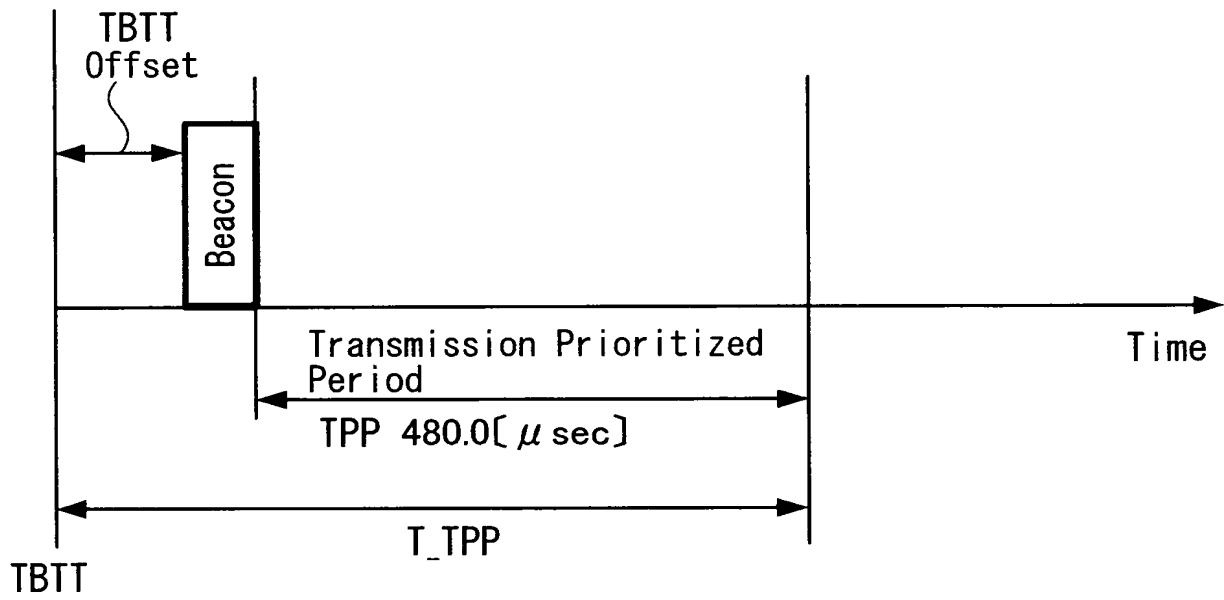 TBTT
Offset
Beacon
Transmission Prioritized
Period
Time
TPP 480.0[μsec]
T_TPP
TBTT